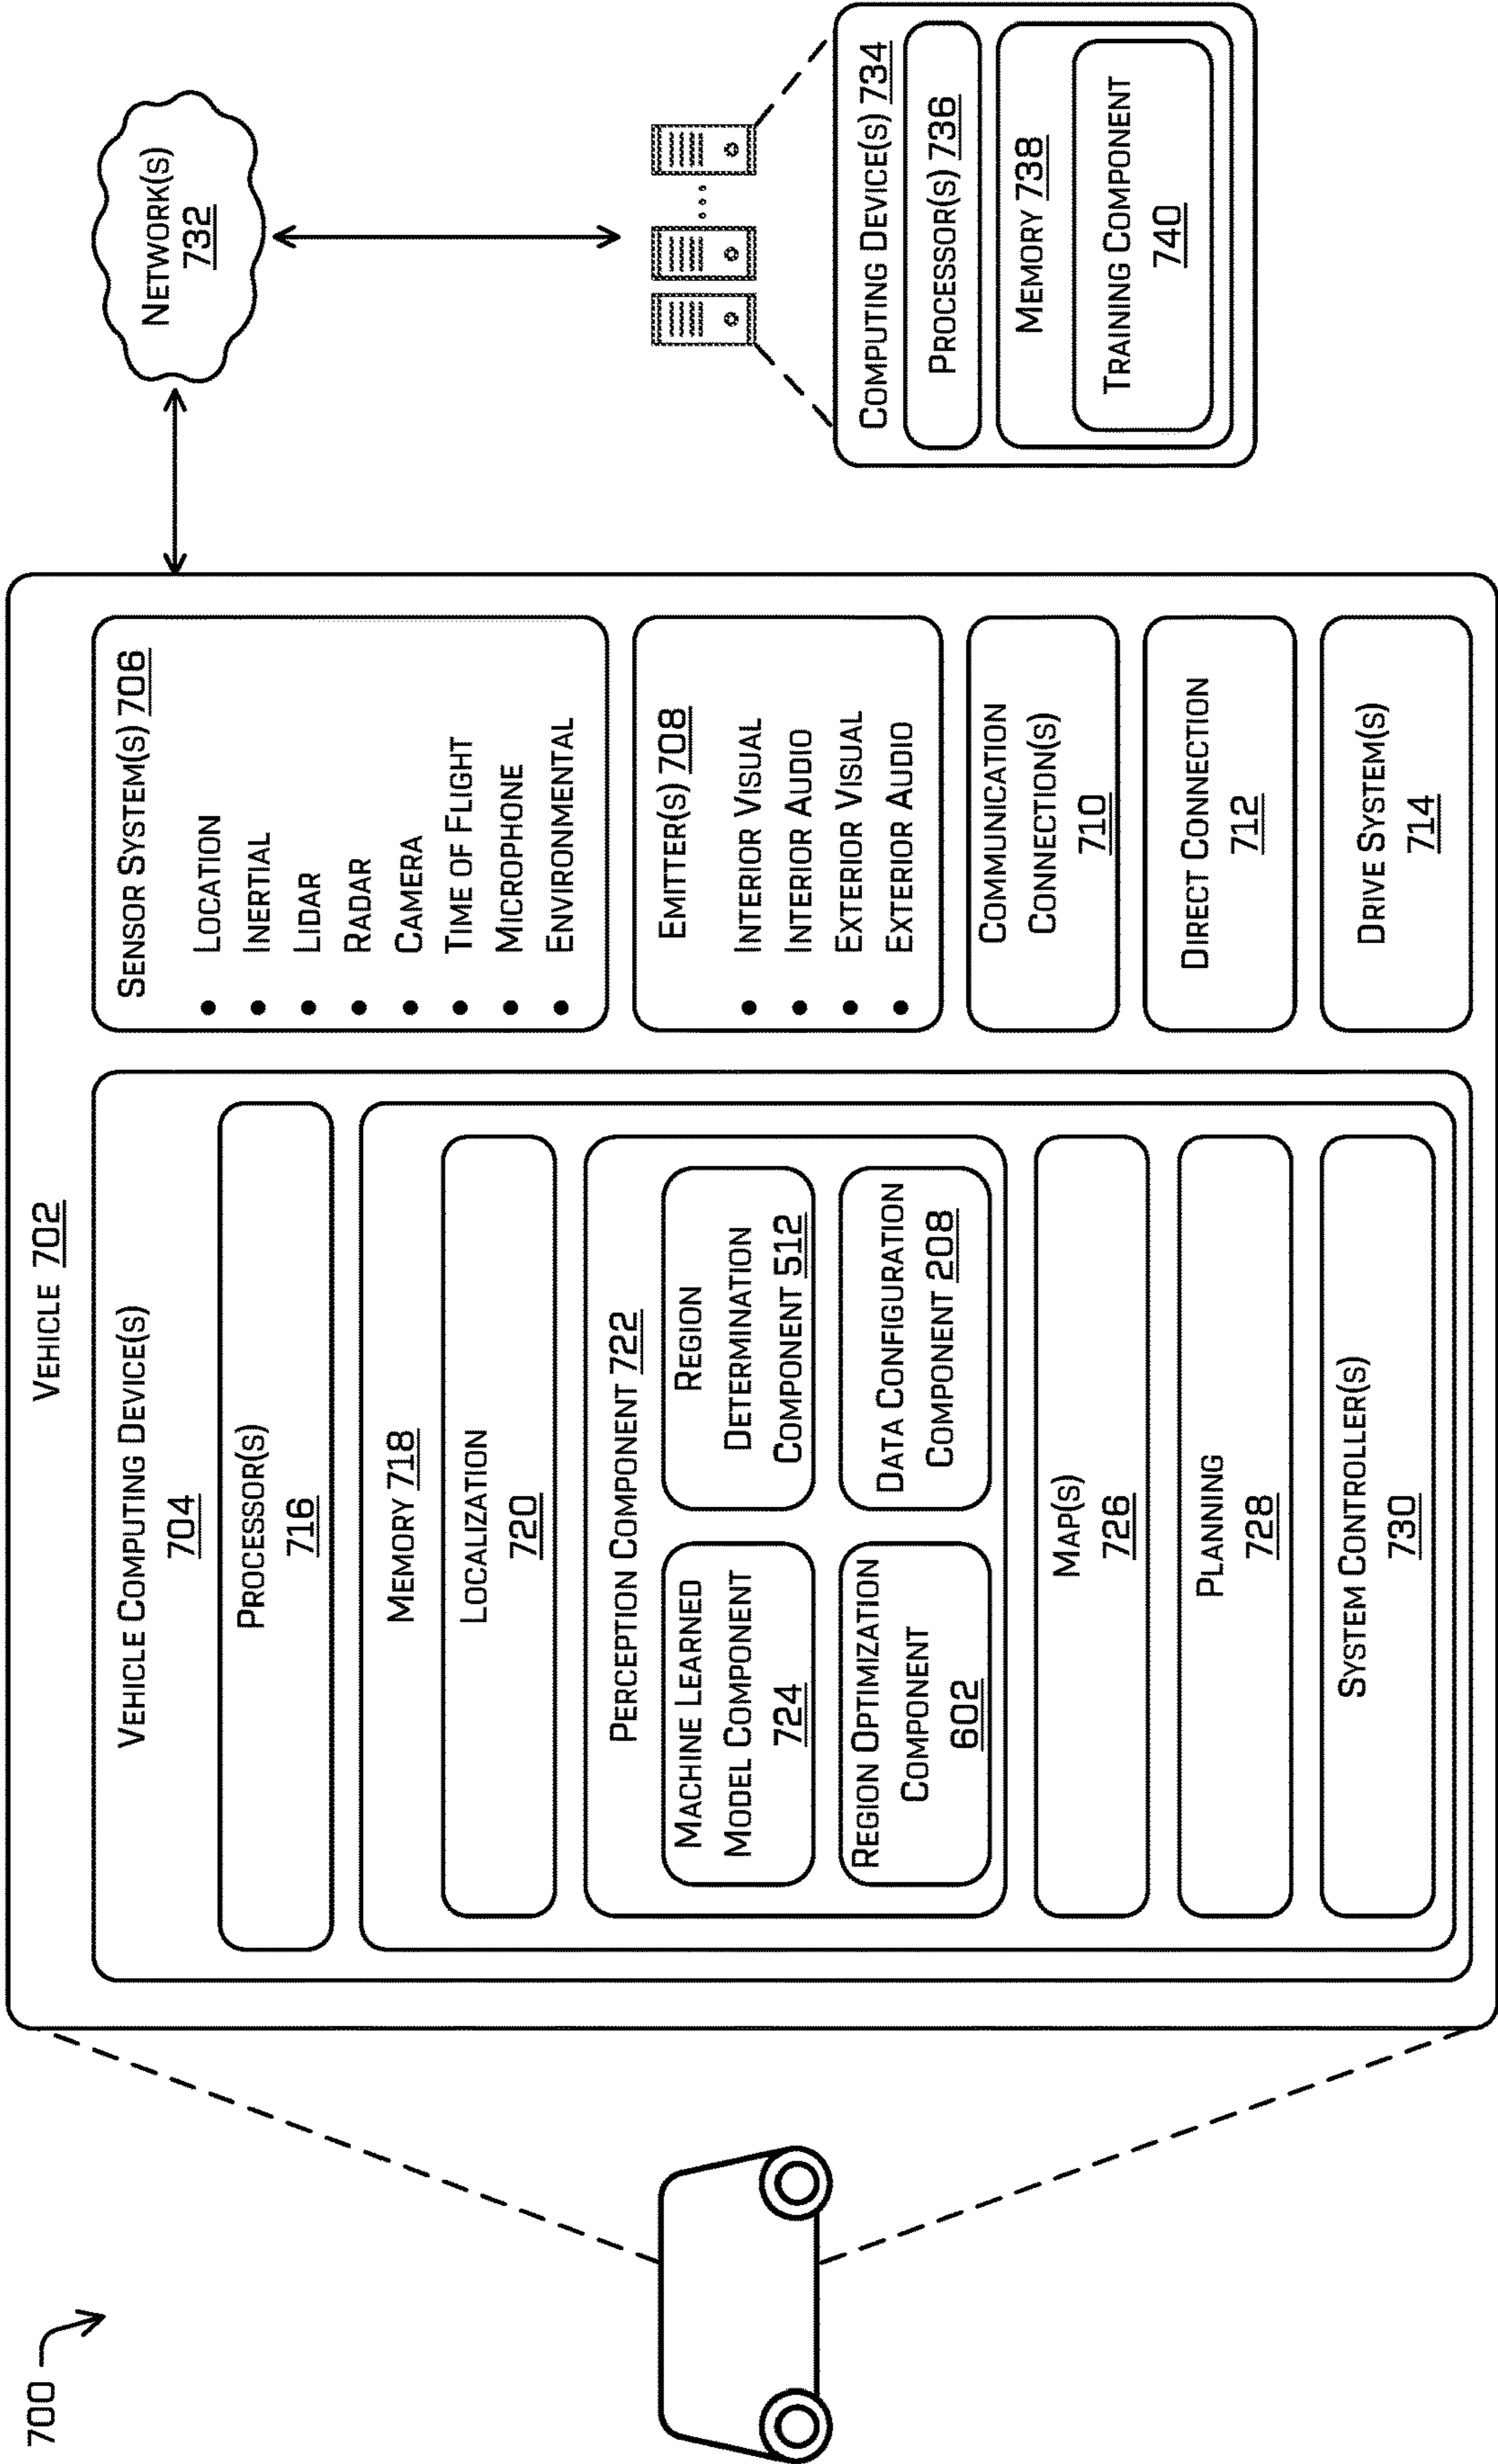 700
VEHICLE 702
VEHICLE COMPUTING DEVICE(S)
704
PROCESSOR(S)
716
MEMORY 718
LOCALIZATION
720
PERCEPTION COMPONENT 722
MACHINE LEARNED
MODEL COMPONENT
724
REGION
DETERMINATION
COMPONENT 512
REGION OPTIMIZATION
COMPONENT
602
DATA CONFIGURATION
COMPONENT 208
MAP(S)
726
PLANNING
728
SYSTEM CONTROLLER(S)
730
SENSOR SYSTEM(S) 706
• LOCATION
• INERTIAL
• LIDAR
• RADAR
• CAMERA
• TIME OF FLIGHT
• MICROPHONE
• ENVIRONMENTAL
EMITTER(S) 708
• INTERIOR VISUAL
• INTERIOR AUDIO
• EXTERIOR VISUAL
• EXTERIOR AUDIO
COMMUNICATION
CONNECTION(S)
710
DIRECT CONNECTION
712
DRIVE SYSTEM(S)
714
NETWORK(S)
732
COMPUTING DEVICE(S) 734
PROCESSOR(S) 736
MEMORY 738
TRAINING COMPONENT
740